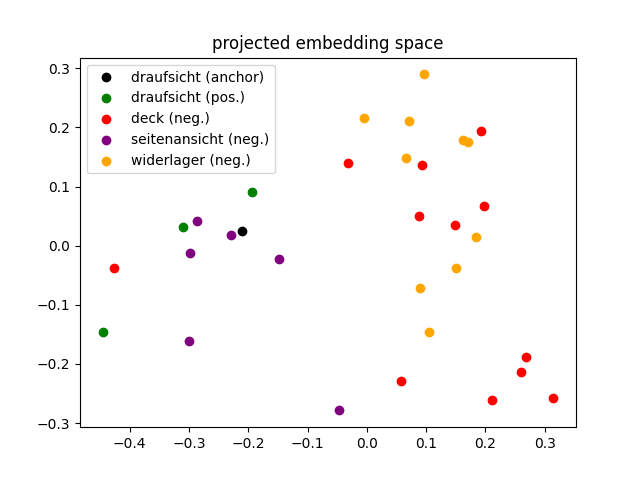 projected embedding space
draufsicht (anchor)
draufsicht (pos.)
deck (neg.)
seitenansicht (neg.)
widerlager (neg.)
0.3
0.2
0.1
0.0
−0.1
−0.2
−0.3
−0.4 −0.3 −0.2 −0.1 0.0 0.1 0.2 0.3